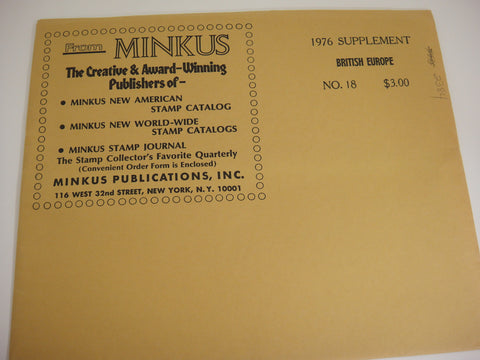 From MINKUS
The Creative & Award-Winning
Publishers of-
• MINKUS NEW AMERICAN
STAMP CATALOG
• MINKUS NEW WORLD-WIDE
STAMP CATALOGS
• MINKUS STAMP JOURNAL
The Stamp Collector's Favorite Quarterly
(Convenient Order Form is Enclosed)
MINKUS PUBLICATIONS, INC.
116 WEST 32nd STREET, NEW YORK, N.Y. 10001
1976 SUPPLEMENT
BRITISH EUROPE
NO. 18 $3.00